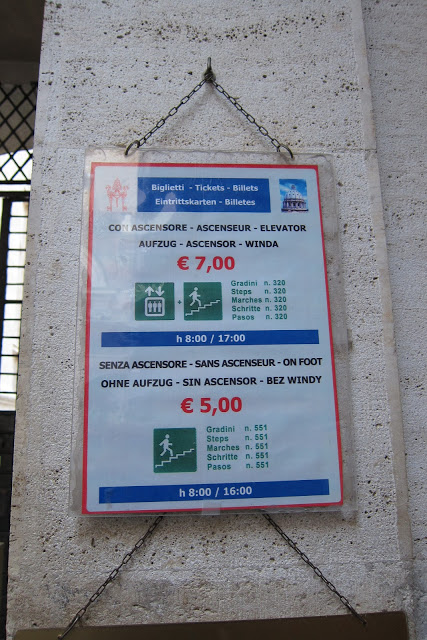 Biglietti - Tickets - Billets
Eintrittskarten - Billetes
CON ASCENSORE - ASCENSEUR - ELEVATOR
AUFZUG - ASCENSOR - WINDA
€ 7,00
Gradini n. 320
Steps n. 320
Marches n. 320
Schritte n. 320
Pasos n. 320
+
h 8:00 / 17:00
SENZA ASCENSORE - SANS ASCENSEUR - ON FOOT
OHNE AUFZUG - SIN ASCENSOR - BEZ WINDY
€ 5,00
Gradini n. 551
Steps n. 551
Marches n. 551
Schritte n. 551
Pasos n. 551
h 8:00 / 16:00